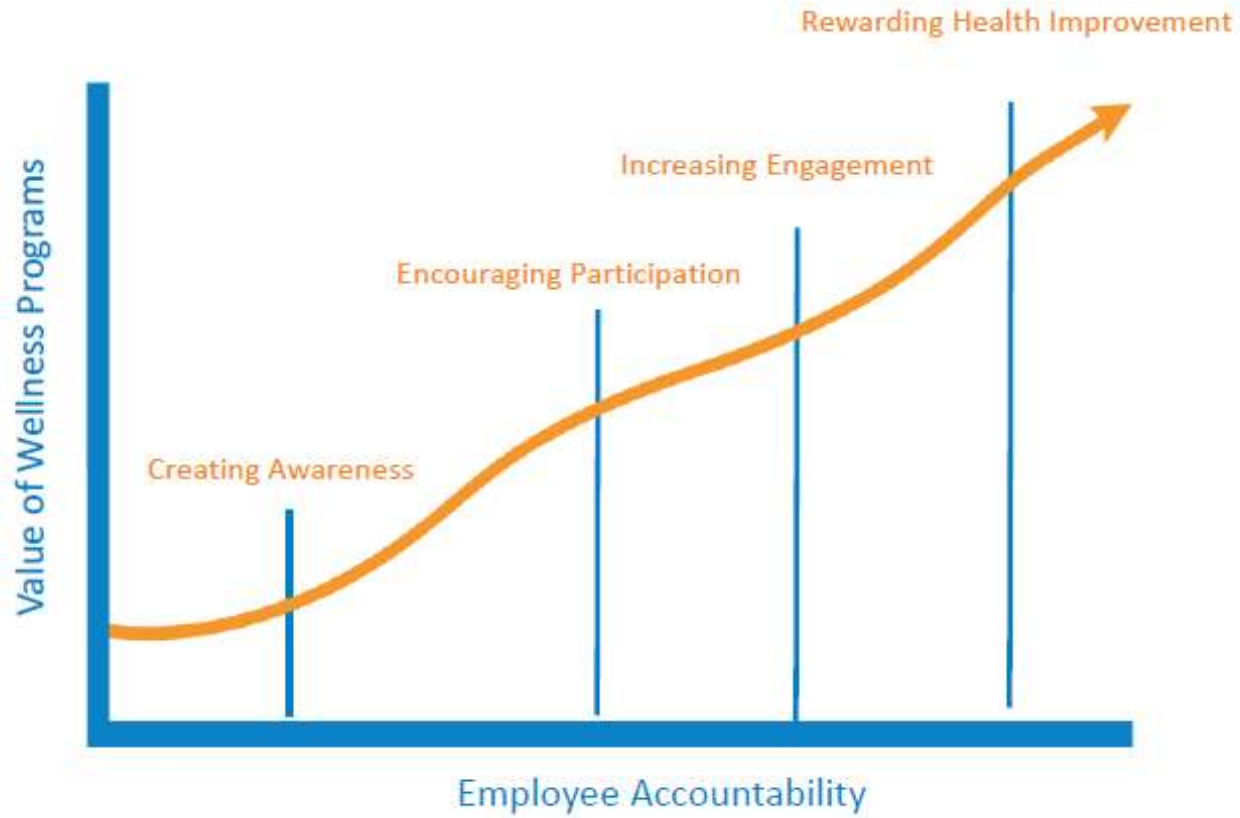 Rewarding Health Improvement
Increasing Engagement
Encouraging Participation
Creating Awareness
Value of Wellness Programs
Employee Accountability